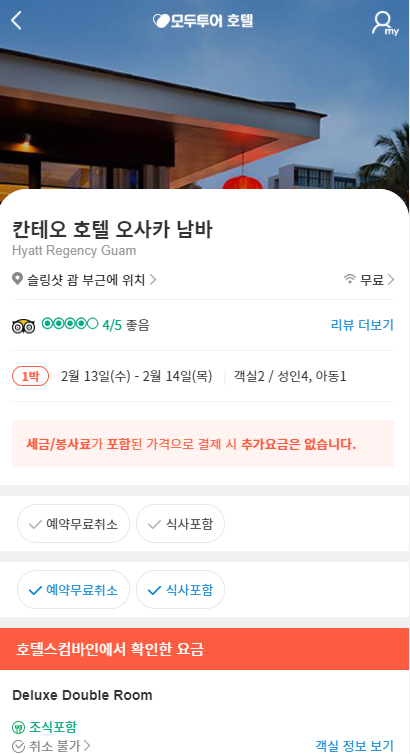 모두투어 호텔
my
칸테오 호텔 오사카 남바
Hyatt Regency Guam
슬링샷 괌 부근에 위치
무료
4/5 좋음
리뷰 더보기
1박 2월 13일(수) - 2월 14일(목) 객실2 / 성인4, 아동1
세금/봉사료가 포함된 가격으로 결제 시 추가요금은 없습니다.
예약무료취소 식사포함
예약무료취소 식사포함
호텔스컴바인에서 확인한 요금
Deluxe Double Room
조식포함
취소 불가
객실 정보 보기